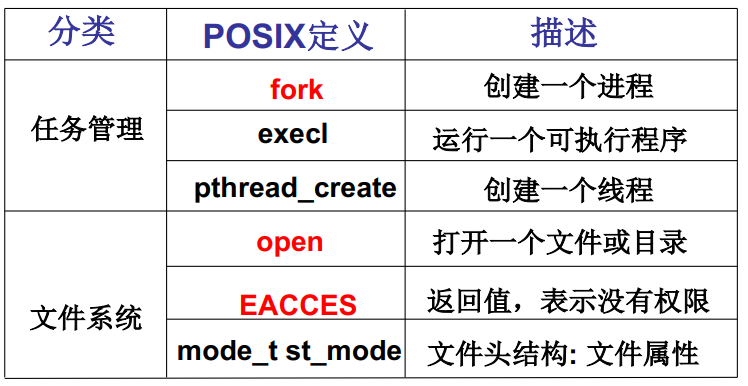 分类 POSIX定义 描述
任务管理 fork 创建一个进程
execl 运行一个可执行程序
pthread_create 创建一个线程
文件系统 open 打开一个文件或目录
EACCES 返回值，表示没有权限
mode_t st_mode 文件头结构: 文件属性